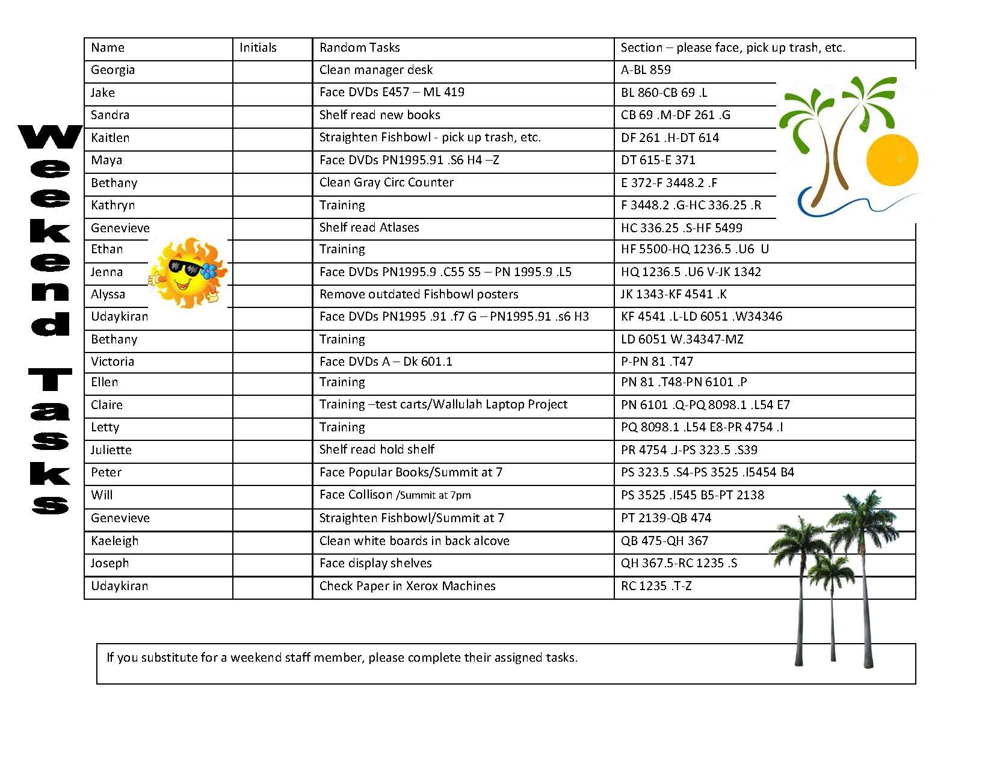 Weekend Tasks
Name Initials Random Tasks Section – please face, pick up trash, etc.
Georgia Clean manager desk A-BL 859
Jake Face DVDs E457 – ML 419 BL 860-CB 69 .L
Sandra Shelf read new books CB 69 .M-DF 261 .G
Kaitlen Straighten Fishbowl - pick up trash, etc. DF 261 .H-DT 614
Maya Face DVDs PN1995.91 .S6 H4 –Z DT 615-E 371
Bethany Clean Gray Circ Counter E 372-F 3448.2 .F
Kathryn Training F 3448.2 .G-HC 336.25 .R
Genevieve Shelf read Atlases HC 336.25 .S-HF 5499
Ethan Training HF 5500-HQ 1236.5 .U6  U
Jenna Face DVDs PN1995.9 .C55 S5 – PN 1995.9 .L5 HQ 1236.5 .U6 V-JK 1342
Alyssa Remove outdated Fishbowl posters JK 1343-KF 4541 .K
Udaykiran Face DVDs PN1995 .91 .f7 G – PN1995.91 .s6 H3 KF 4541 .L-LD 6051 .W34346
Bethany Training LD 6051 W.34347-MZ
Victoria Face DVDs A – Dk 601.1 P-PN 81 .T47
Ellen Training PN 81 .T48-PN 6101 .P
Claire Training –test carts/Wallulah Laptop Project PN 6101 .Q-PQ 8098.1 .L54 E7
Letty Training PQ 8098.1 .L54 E8-PR 4754 .I
Juliette Shelf read hold shelf PR 4754 .J-PS 323.5 .S39
Peter Face Popular Books/Summit at 7 PS 323.5 .S4-PS 3525 .I5454 B4
Will Face Collison /Summit at 7pm PS 3525 .I545 B5-PT 2138
Genevieve Straighten Fishbowl/Summit at 7 PT 2139-QB 474
Kaeleigh Clean white boards in back alcove QB 475-QH 367
Joseph Face display shelves QH 367.5-RC 1235 .S
Udaykiran Check Paper in Xerox Machines RC 1235 .T-Z
If you substitute for a weekend staff member, please complete their assigned tasks.